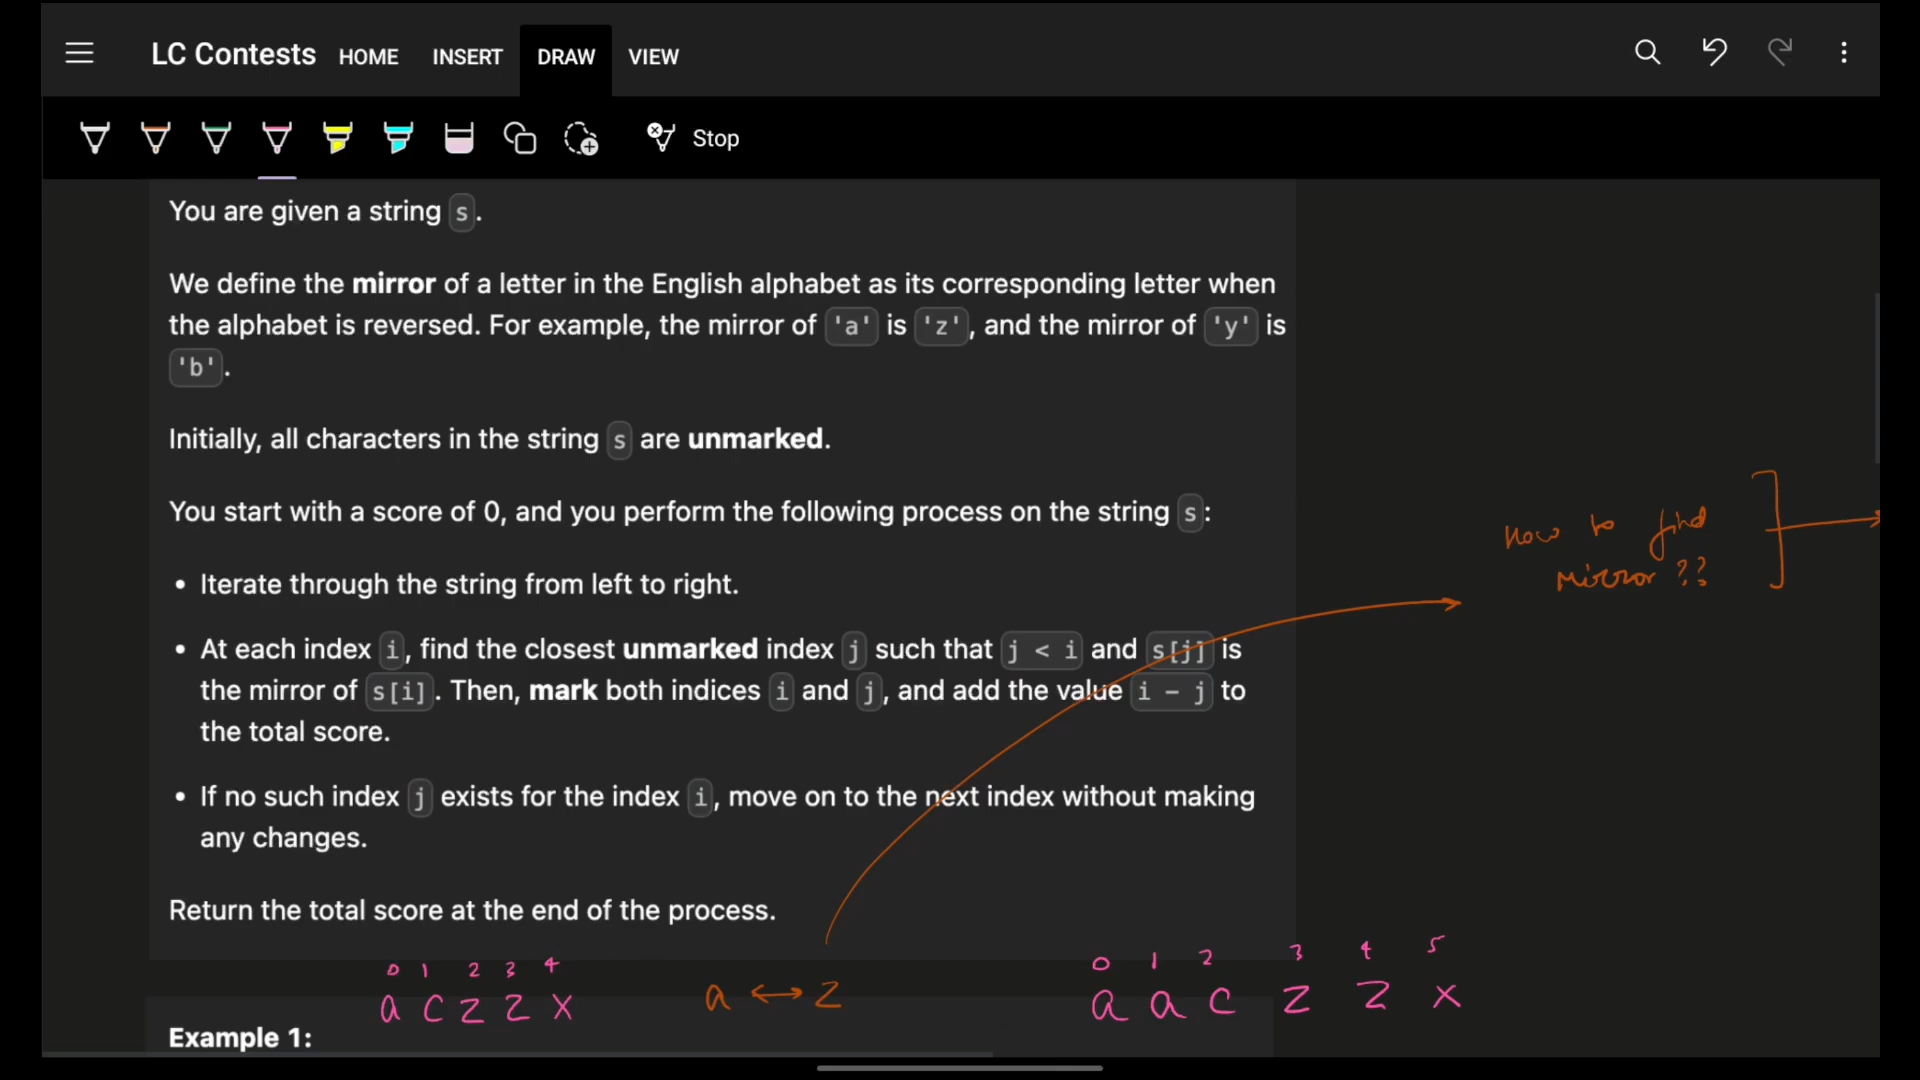 LC Contests HOME INSERT DRAW VIEW
Stop
You are given a string s.
We define the mirror of a letter in the English alphabet as its corresponding letter when
the alphabet is reversed. For example, the mirror of 'a' is 'z', and the mirror of 'y' is
'b'.
Initially, all characters in the string s are unmarked.
You start with a score of 0, and you perform the following process on the string s:
• Iterate through the string from left to right.
• At each index i, find the closest unmarked index j such that j < i and s[j] is
the mirror of s[i]. Then, mark both indices i and j, and add the value i - j to
the total score.
• If no such index j exists for the index i, move on to the next index without making
any changes.
Return the total score at the end of the process.
How to find
mirror ??
0 1 2 3 4
a c z z x
a ↔ z
0 1 2 3 4 5
a a c z z x
Example 1: